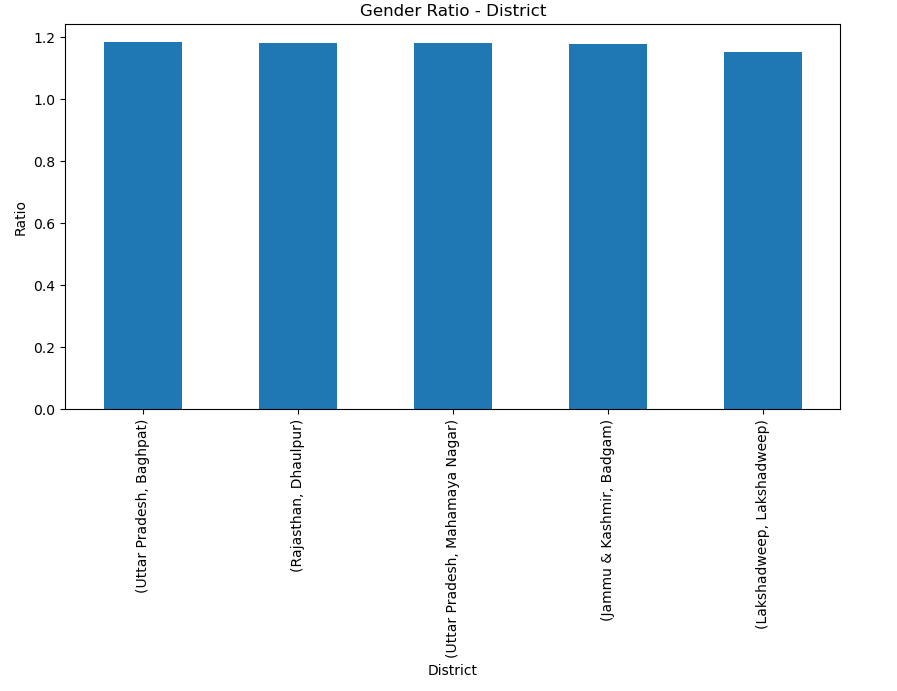 Gender Ratio - District
Ratio
1.2
1.0
0.8
0.6
0.4
0.2
0.0
(Uttar Pradesh, Baghpat)
(Rajasthan, Dhaulpur)
(Uttar Pradesh, Mahamaya Nagar)
(Jammu & Kashmir, Badgam)
(Lakshadweep, Lakshadweep)
District